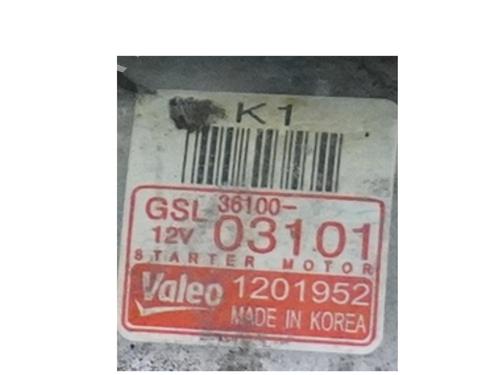 K1
GSL 36100-
12V 03101
STARTER MOTOR
Valeo 1201952
MADE IN KOREA